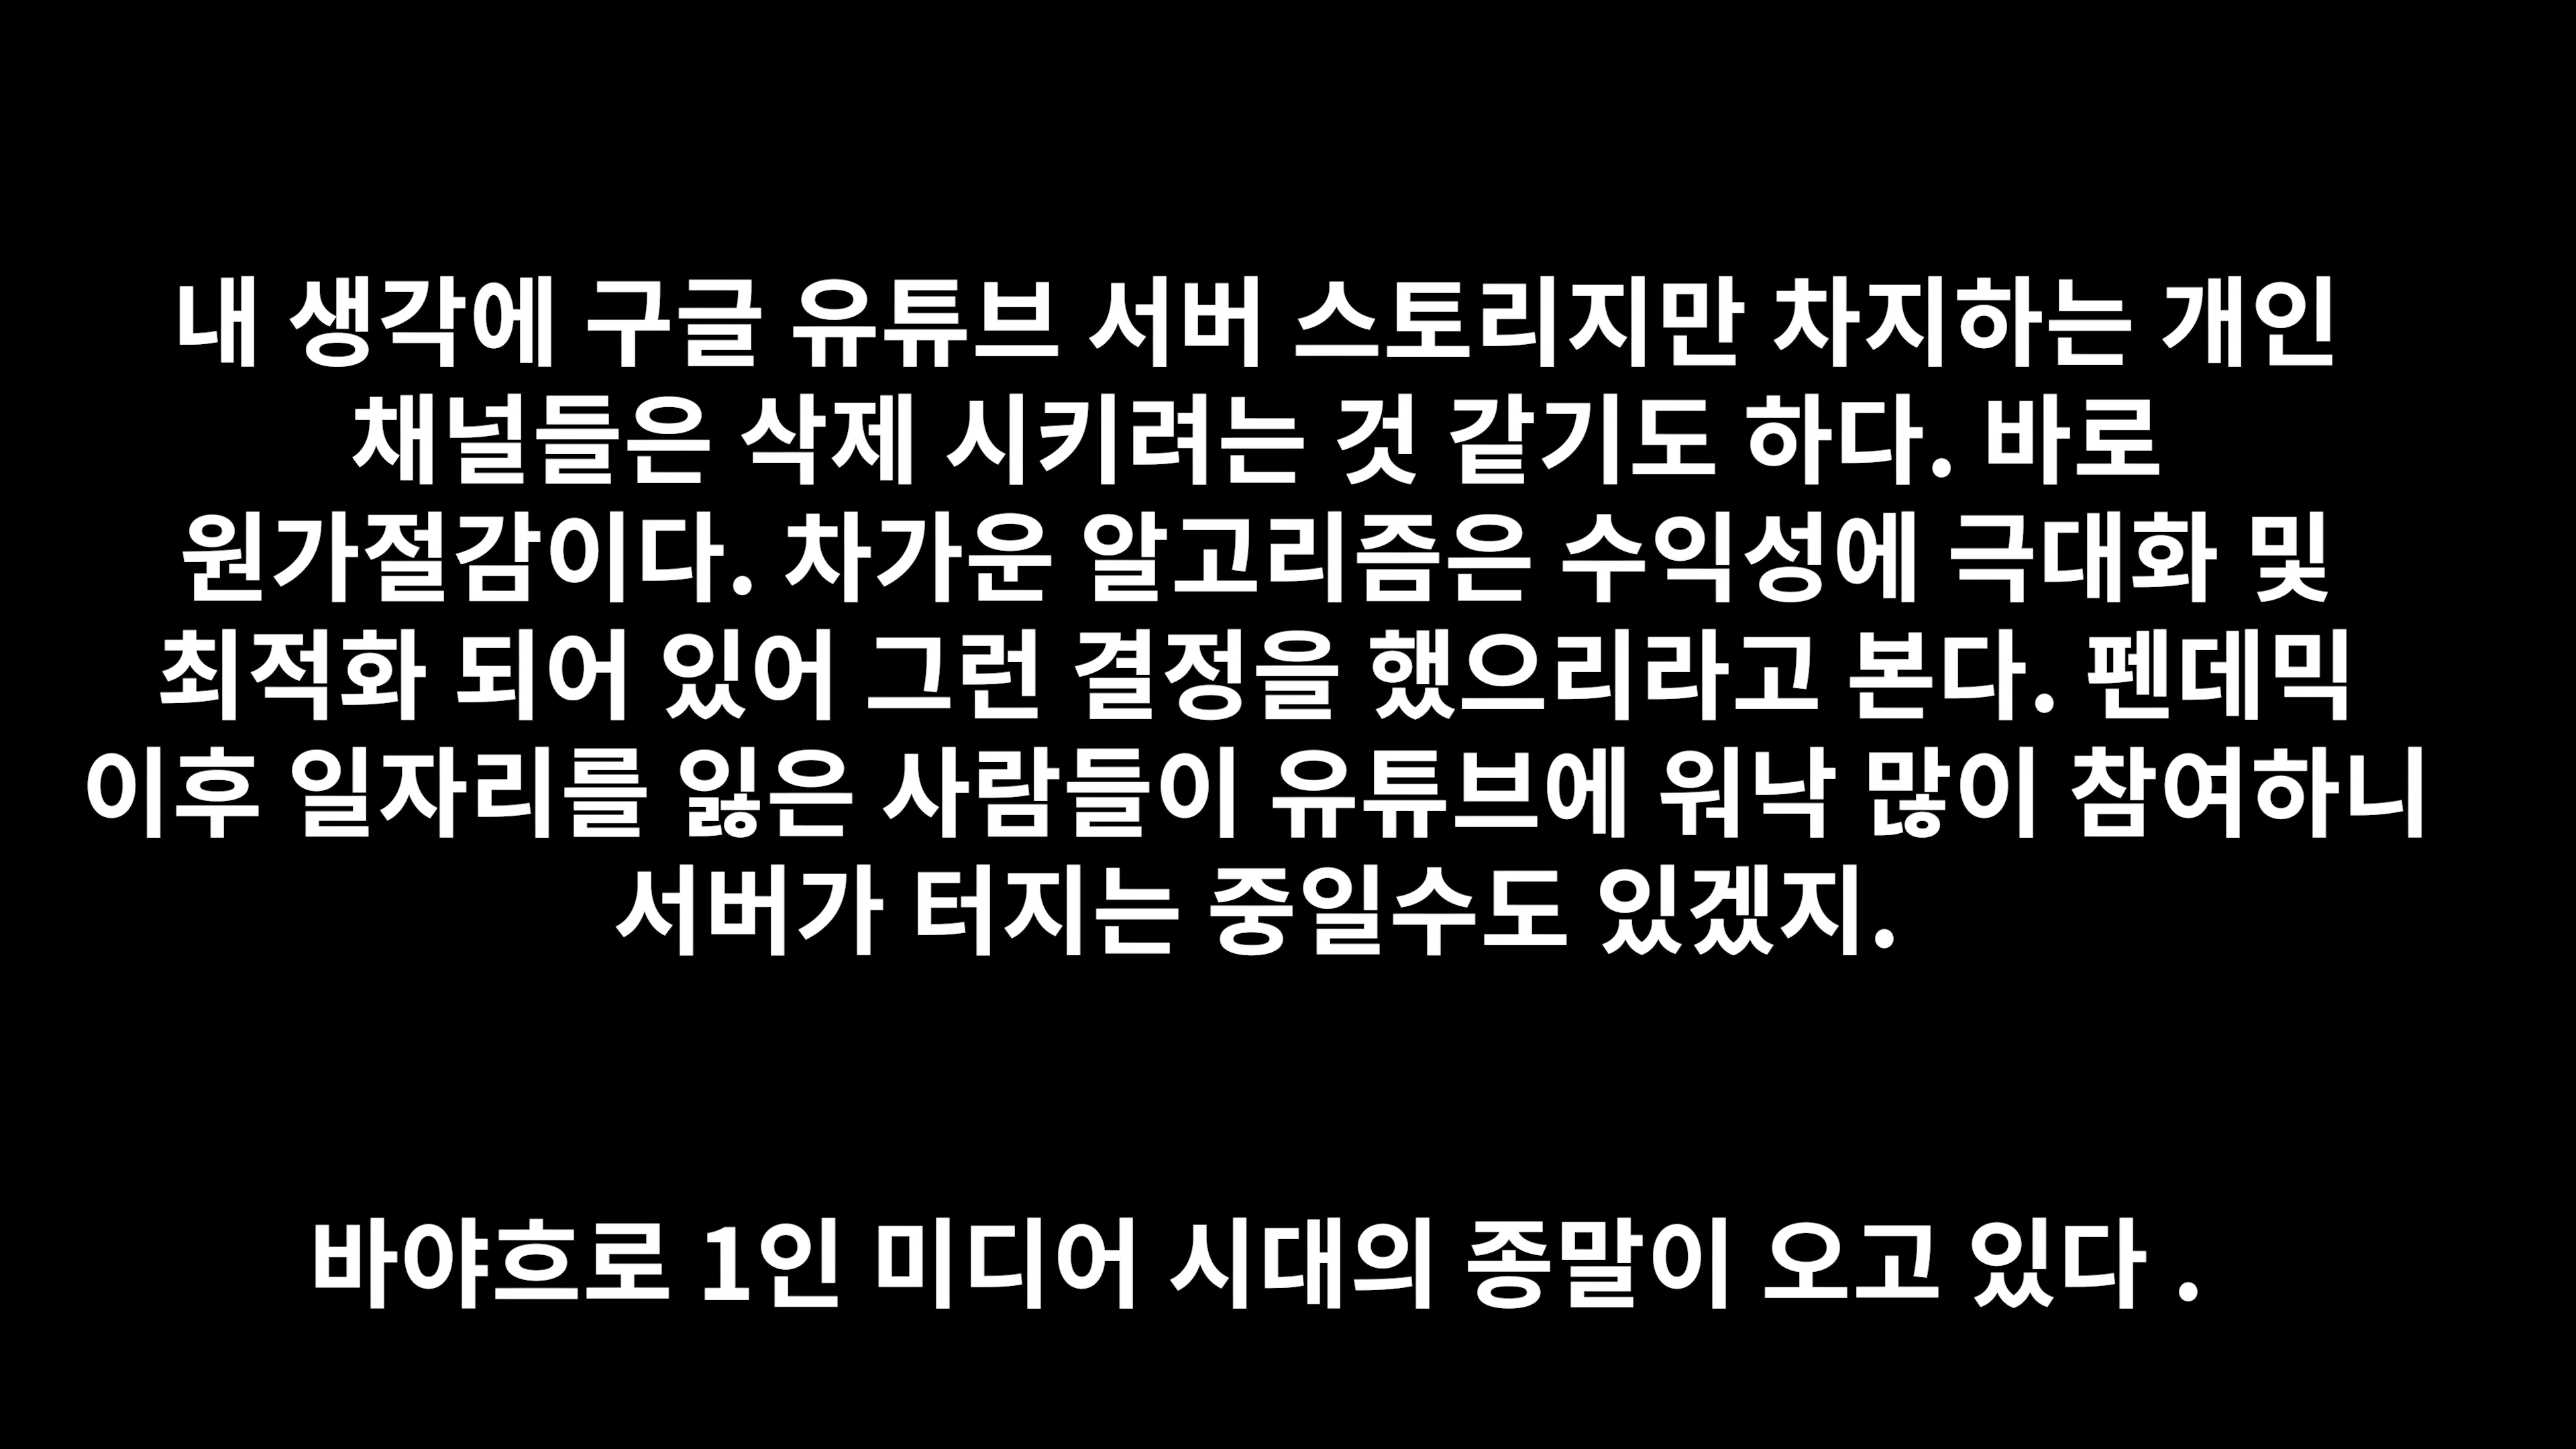 내 생각에 구글 유튜브 서버 스토리지만 차지하는 개인
채널들은 삭제 시키려는 것 같기도 하다. 바로
원가절감이다. 차가운 알고리즘은 수익성에 극대화 및
최적화 되어 있어 그런 결정을 했으리라고 본다. 펜데믹
이후 일자리를 잃은 사람들이 유튜브에 워낙 많이 참여하니
서버가 터지는 중일수도 있겠지.
바야흐로 1인 미디어 시대의 종말이 오고 있다 .